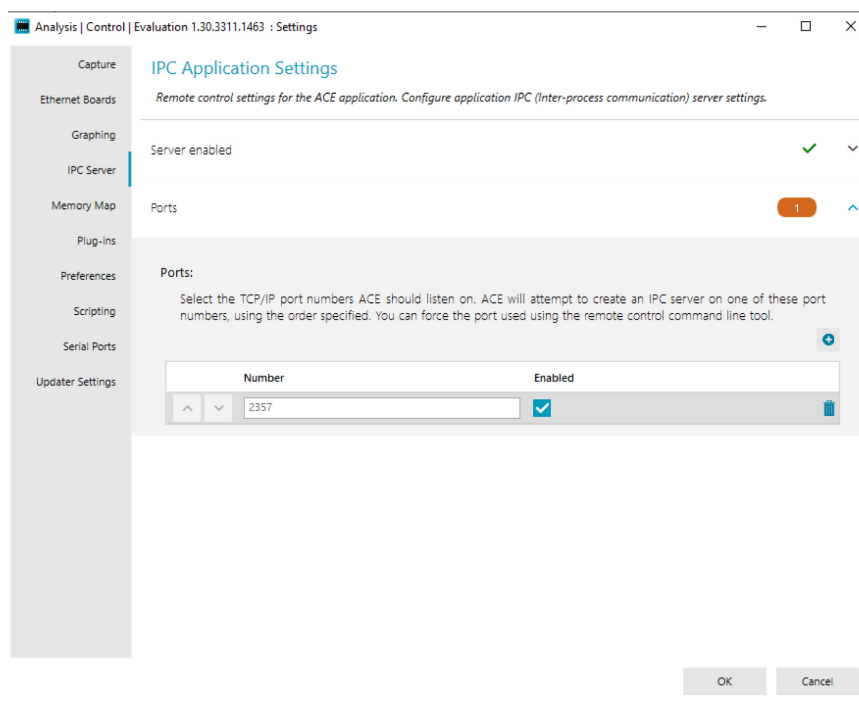 Analysis | Control | Evaluation 1.30.3311.1463 : Settings
Capture
Ethernet Boards
Graphing
IPC Server
Memory Map
Plug-ins
Preferences
Scripting
Serial Ports
Updater Settings
IPC Application Settings
Remote control settings for the ACE application. Configure application IPC (Inter-process communication) server settings.
Server enabled
Ports
1
Ports:
Select the TCP/IP port numbers ACE should listen on. ACE will attempt to create an IPC server on one of these port
numbers, using the order specified. You can force the port used using the remote control command line tool.
Number Enabled
2357
OK Cancel